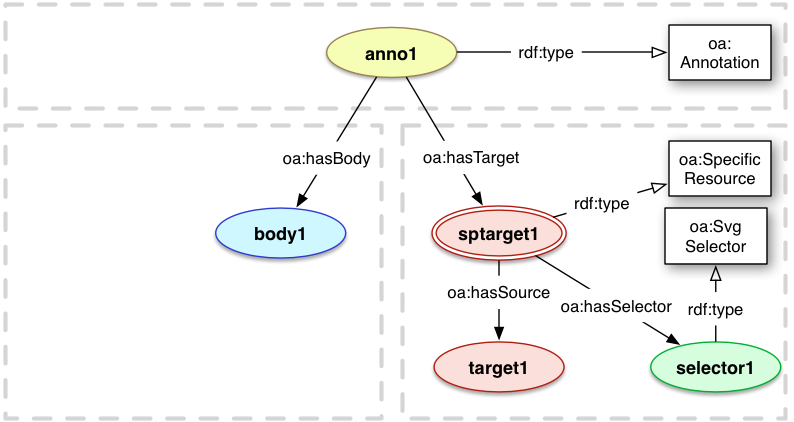 anno1
rdf:type
oa:
Annotation
oa:hasBody
oa:hasTarget
oa:Specific
Resource
rdf:type
body1
sptarget1
oa:Svg
Selector
oa:hasSource
oa:hasSelector
rdf:type
target1
selector1